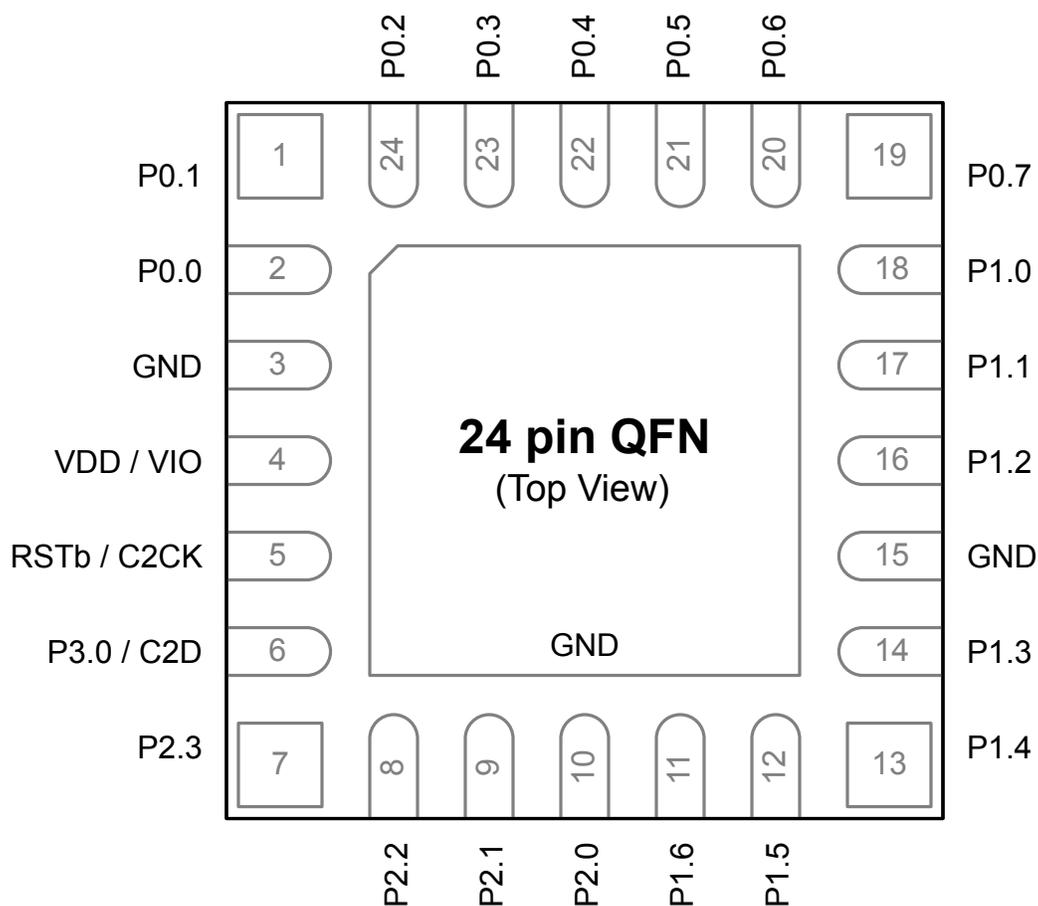 P0.2
P0.3
P0.4
P0.5
P0.6
24
23
22
21
20
1
19
P0.1
P0.7
P0.0
2
18
P1.0
GND
3
17
P1.1
24 pin QFN
(Top View)
VDD / VIO
4
16
P1.2
RSTb / C2CK
5
15
GND
P3.0 / C2D
6
GND
14
P1.3
P2.3
7
13
P1.4
8
9
10
11
12
P2.2
P2.1
P2.0
P1.6
P1.5